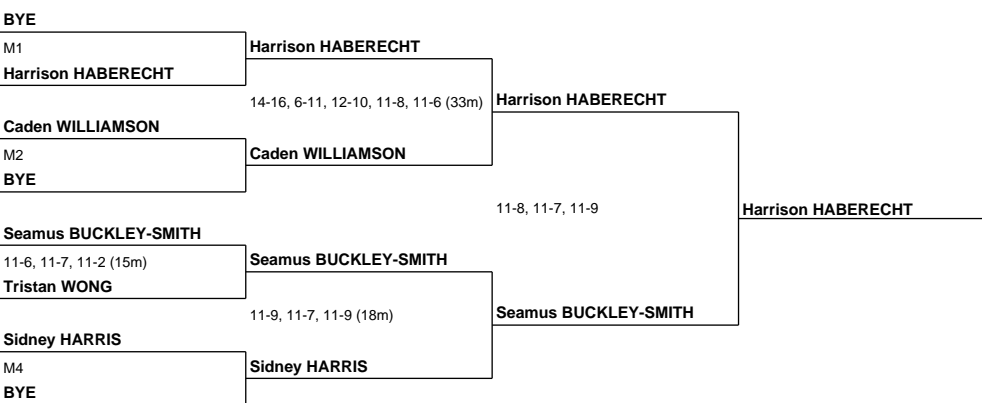 BYE
M1
Harrison HABERECHT
Harrison HABERECHT
14-16, 6-11, 12-10, 11-8, 11-6 (33m)
Harrison HABERECHT
Caden WILLIAMSON
M2
BYE
Caden WILLIAMSON
11-8, 11-7, 11-9
Harrison HABERECHT
Seamus BUCKLEY-SMITH
11-6, 11-7, 11-2 (15m)
Tristan WONG
Seamus BUCKLEY-SMITH
11-9, 11-7, 11-9 (18m)
Seamus BUCKLEY-SMITH
Sidney HARRIS
M4
BYE
Sidney HARRIS